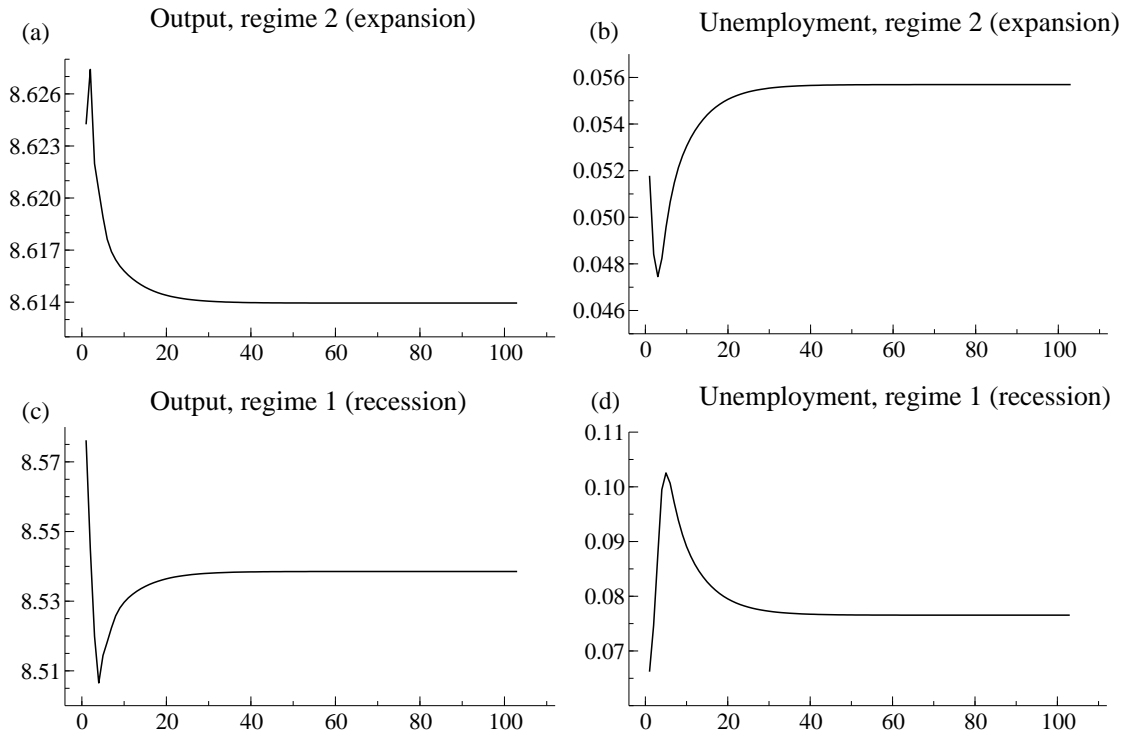 (a) Output, regime 2 (expansion)
8.626
8.623
8.620
8.617
8.614
0 20 40 60 80 100
(b) Unemployment, regime 2 (expansion)
0.056
0.054
0.052
0.050
0.048
0.046
0 20 40 60 80 100
(c) Output, regime 1 (recession)
8.57
8.55
8.53
8.51
0 20 40 60 80 100
(d) Unemployment, regime 1 (recession)
0.11
0.10
0.09
0.08
0.07
0 20 40 60 80 100